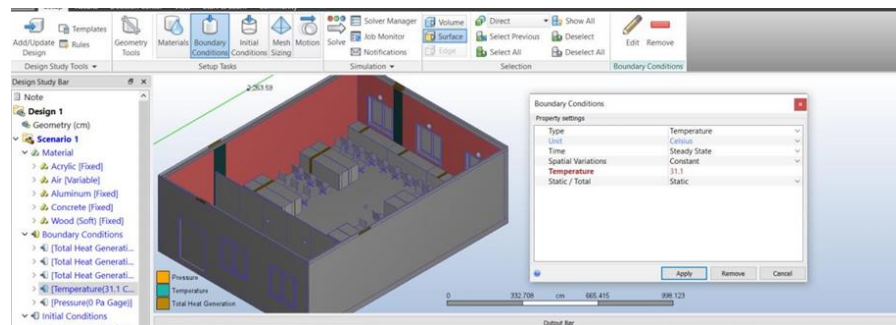 Add/Update Design
Templates
Rules
Geometry Tools
Materials
Boundary Conditions
Initial Conditions
Mesh Sizing
Motion
Solve
Solver Manager
Job Monitor
Notifications
Volume
Surface
Edge
Direct
Select Previous
Select All
Show All
Deselect
Deselect All
Edit
Remove
Design Study Tools
Setup Tasks
Simulation
Selection
Boundary Conditions
Design Study Bar
Note
Design 1
Geometry (cm)
Scenario 1
Material
Acrylic [Fixed]
Air [Variable]
Aluminum [Fixed]
Concrete [Fixed]
Wood (Soft) [Fixed]
Boundary Conditions
[Total Heat Generati...
[Total Heat Generati...
[Total Heat Generati...
[Temperature(31.1 C...
[Pressure(0 Pa Gage)]
Initial Conditions
Pressure
Temperature
Total Heat Generation
Boundary Conditions
Property settings
Type Temperature
Unit Celsius
Time Steady State
Spatial Variations Constant
Temperature 31.1
Static / Total Static
Apply Remove Cancel
0 332.708 cm 665.415 998.123
Output Bar